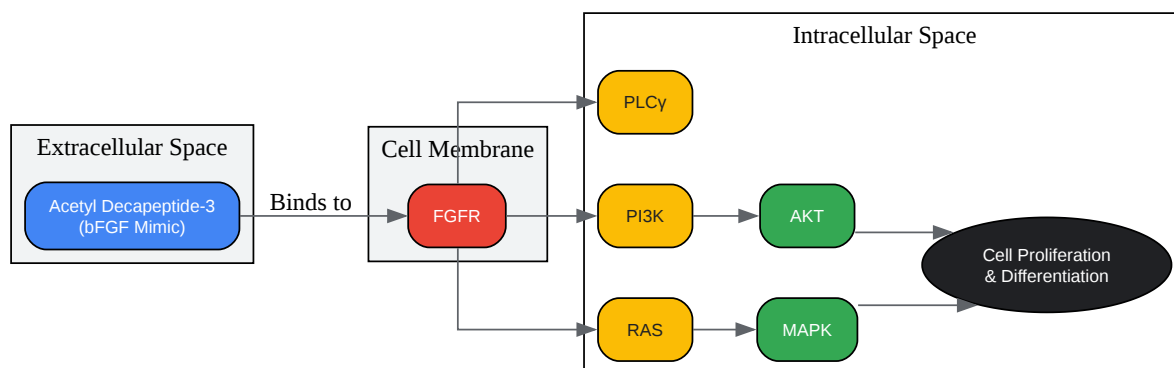 Extracellular Space
Acetyl Decapeptide-3
(bFGF Mimic)
Binds to
Cell Membrane
FGFR
Intracellular Space
PLCγ
PI3K
AKT
RAS
MAPK
Cell Proliferation
& Differentiation